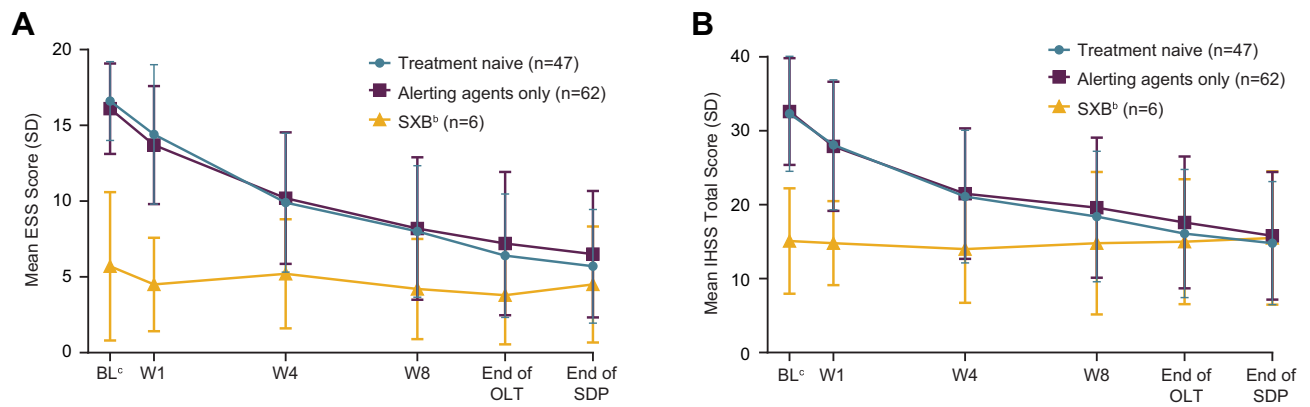 A
Mean ESS Score (SD)
20
15
10
5
0
Treatment naive (n=47)
Alerting agents only (n=62)
SXBᵇ (n=6)
BLᶜ W1 W4 W8 End of OLT End of SDP
B
Mean IHSS Total Score (SD)
40
30
20
10
0
Treatment naive (n=47)
Alerting agents only (n=62)
SXBᵇ (n=6)
BLᶜ W1 W4 W8 End of OLT End of SDP